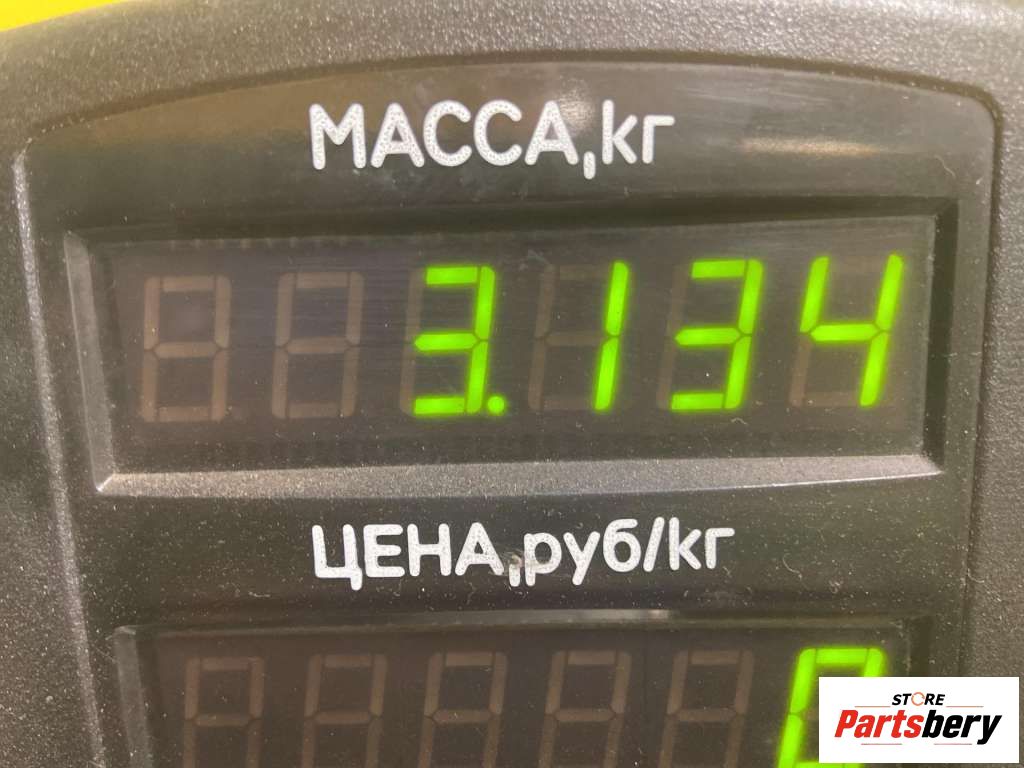 МАССА,кг
3.134
ЦЕНА,руб/кг
STORE
Partsbery